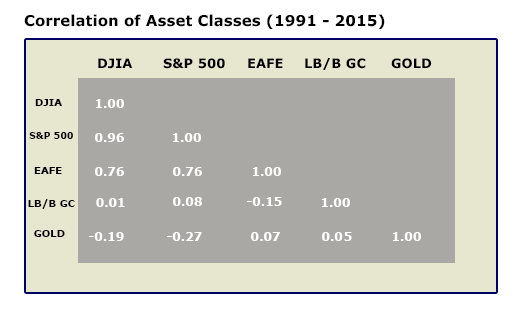 Correlation of Asset Classes (1991 - 2015)
DJIA S&P 500 EAFE LB/B GC GOLD
DJIA 1.00
S&P 500 0.96 1.00
EAFE 0.76 0.76 1.00
LB/B GC 0.01 0.08 -0.15 1.00
GOLD -0.19 -0.27 0.07 0.05 1.00